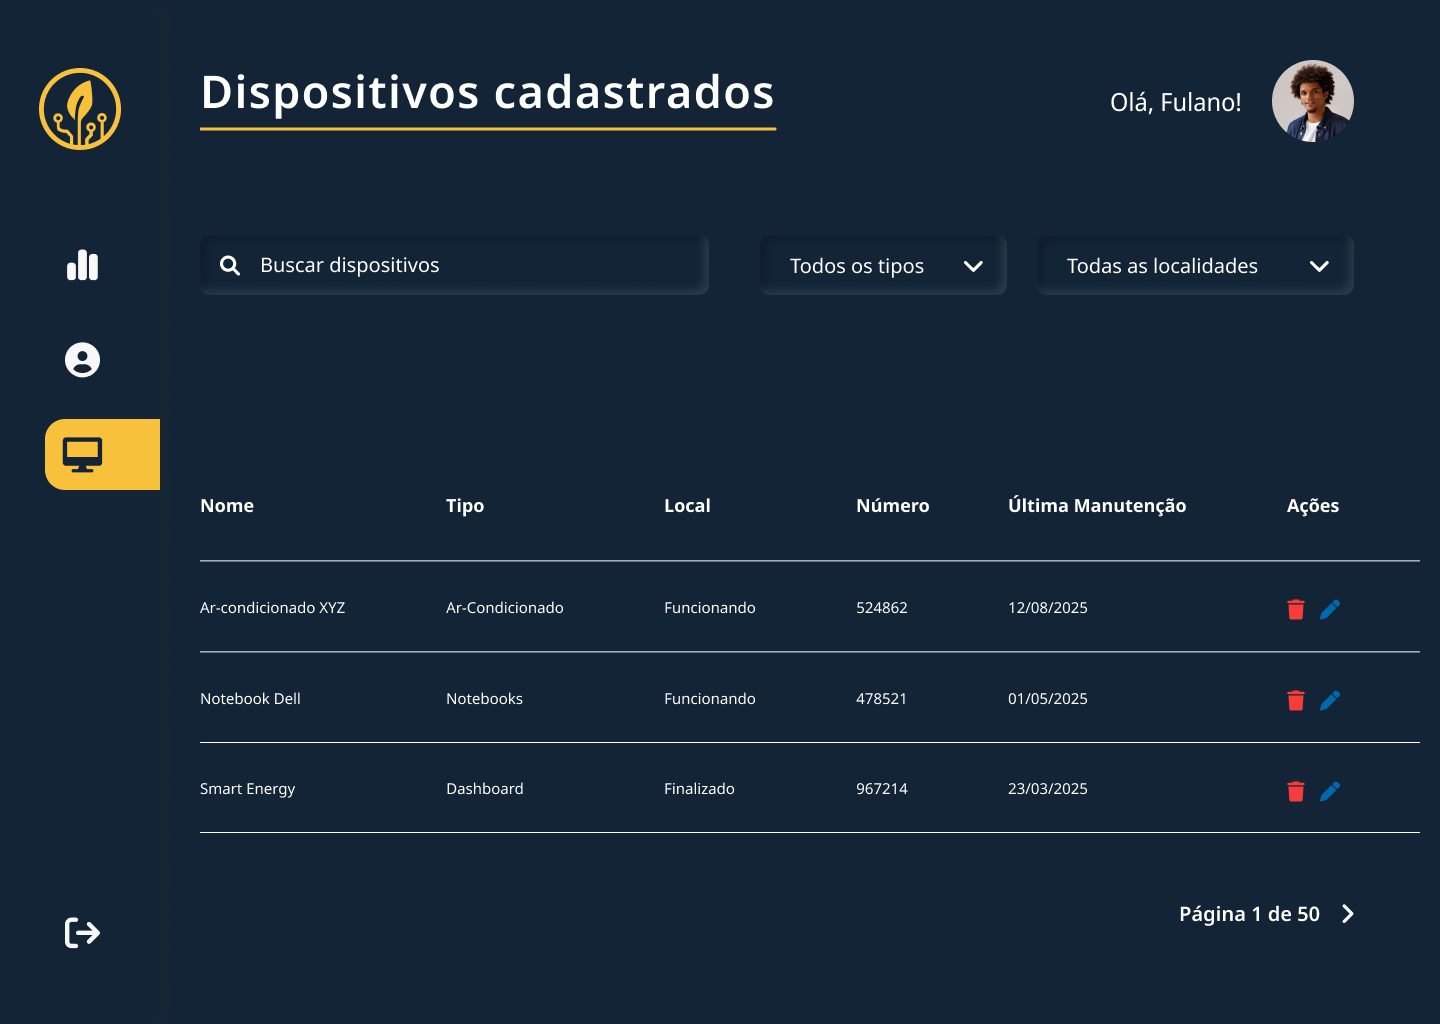 Dispositivos cadastrados
Olá, Fulano!
Buscar dispositivos
Todos os tipos
Todas as localidades
Nome Tipo Local Número Última Manutenção Ações
Ar-condicionado XYZ Ar-Condicionado Funcionando 524862 12/08/2025
Notebook Dell Notebooks Funcionando 478521 01/05/2025
Smart Energy Dashboard Finalizado 967214 23/03/2025
Página 1 de 50